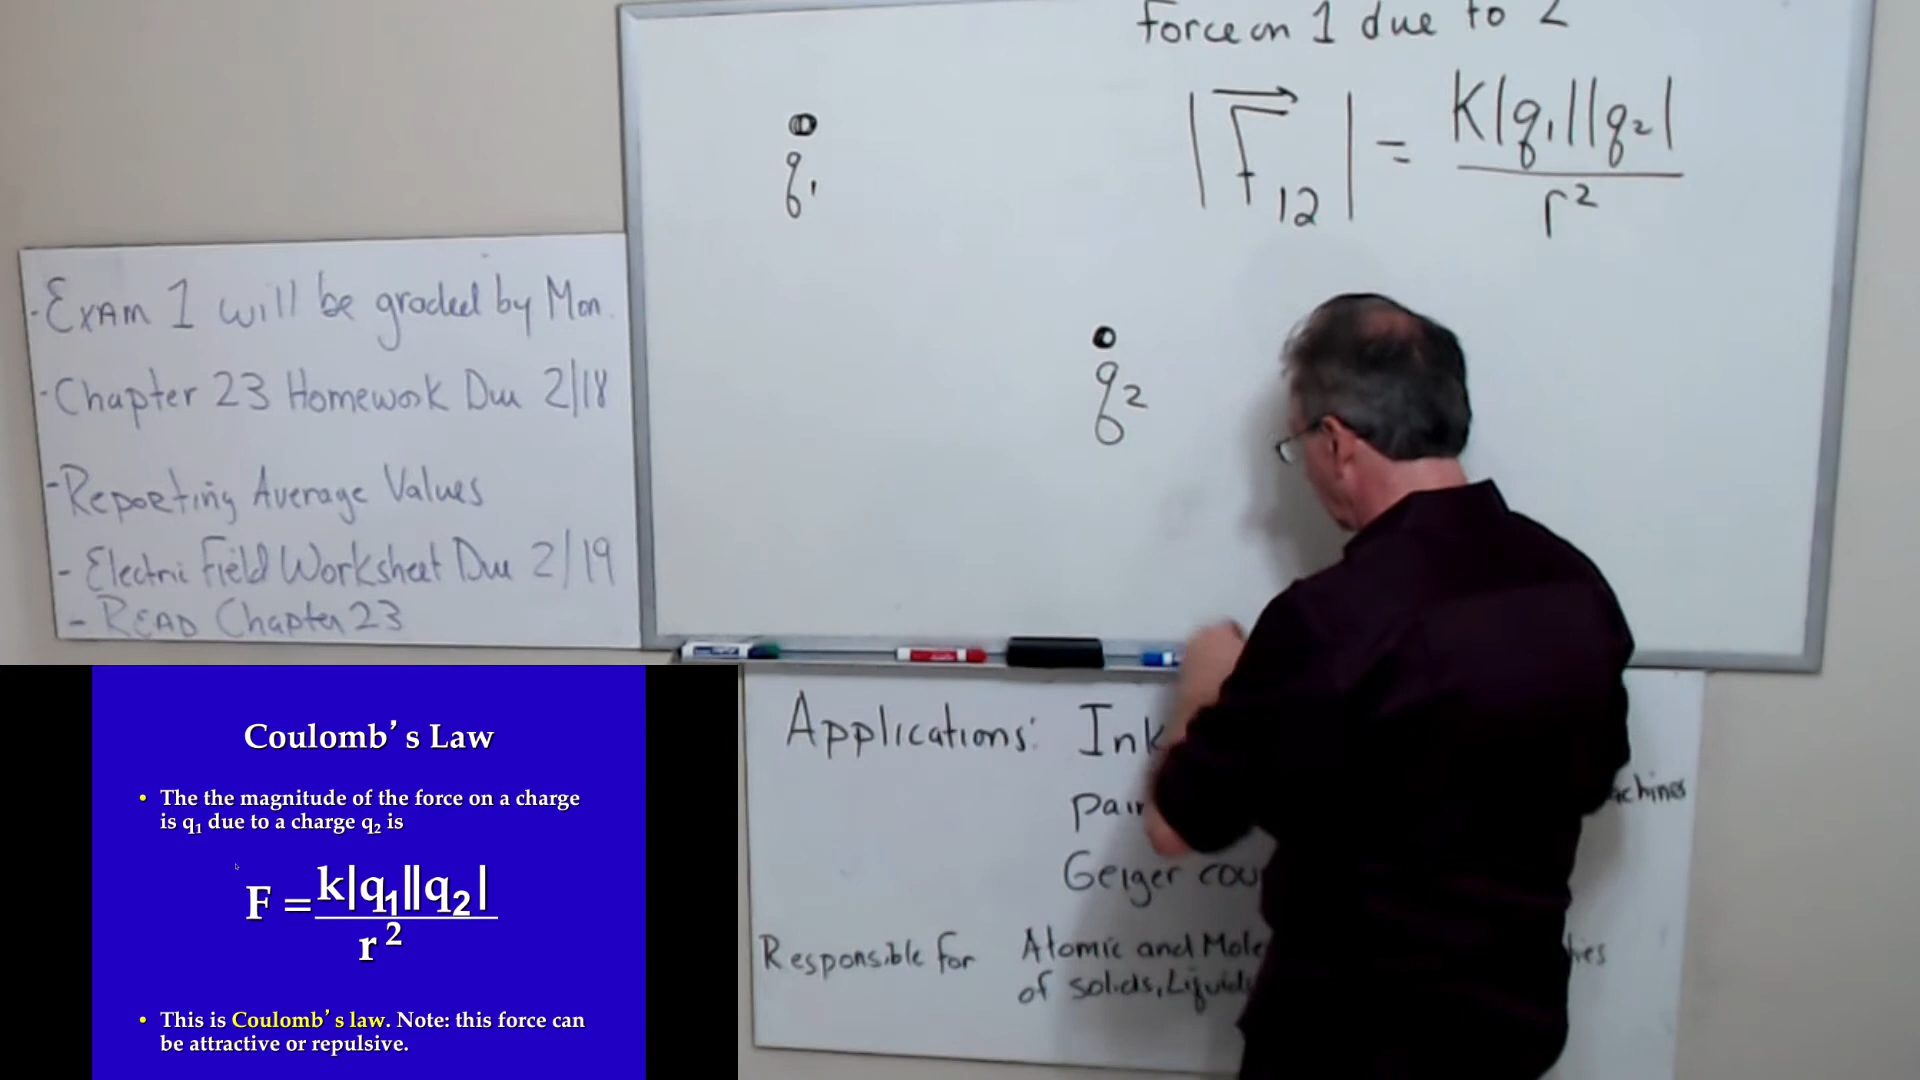 Force on 1 due to 2
|F12| = K|q1||q2|
r2
q1
q2
- Exam 1 will be graded by Mon.
- Chapter 23 Homework Due 2/18
- Reporting Average Values
- Electric Field Worksheet Due 2/19
- READ Chapter 23
Coulomb's Law
• The the magnitude of the force on a charge
is q1 due to a charge q2 is
F = k|q1||q2|
r2
• This is Coulomb's law. Note: this force can
be attractive or repulsive.
Applications: Ink
Geiger
Responsible for Atomic and
of solids, Liquids